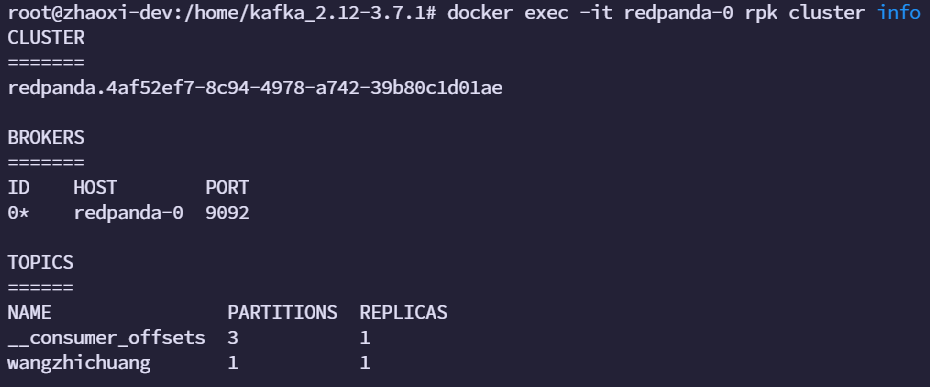 root@zhaoxi-dev:/home/kafka_2.12-3.7.1# docker exec -it redpanda-0 rpk cluster info
CLUSTER
=======
redpanda.4af52ef7-8c94-4978-a742-39b80c1d01ae

BROKERS
=======
ID    HOST        PORT
0*    redpanda-0  9092

TOPICS
======
NAME                PARTITIONS  REPLICAS
__consumer_offsets  3           1
wangzhichuang       1           1